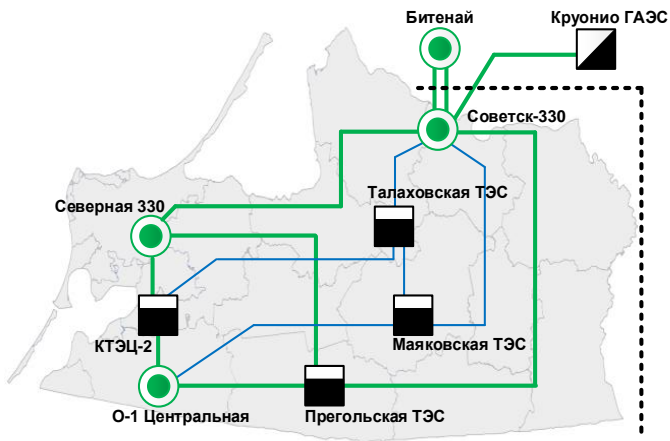 Битенай
Круонио ГАЭС
Советск-330
Талаховская ТЭС
Северная 330
КТЭЦ-2
Маяковская ТЭС
О-1 Центральная
Прегольская ТЭС